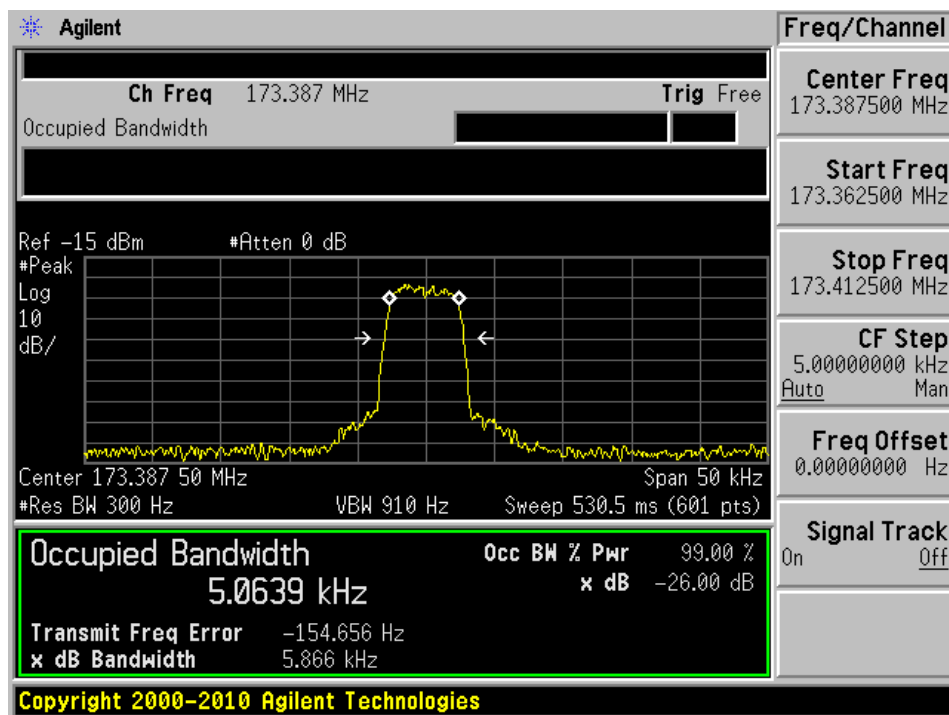 Agilent
Freq/Channel
Ch Freq 173.387 MHz Trig Free
Occupied Bandwidth
Center Freq
173.387500 MHz
Start Freq
173.362500 MHz
Stop Freq
173.412500 MHz
CF Step
5.00000000 kHz
Auto Man
Freq Offset
0.00000000 Hz
Signal Track
On Off
Ref -15 dBm #Atten 0 dB
#Peak
Log
10
dB/
Center 173.387 50 MHz Span 50 kHz
#Res BW 300 Hz VBW 910 Hz Sweep 530.5 ms (601 pts)
Occupied Bandwidth
5.0639 kHz
Occ BW % Pwr 99.00 %
x dB -26.00 dB
Transmit Freq Error -154.656 Hz
x dB Bandwidth 5.866 kHz
Copyright 2000-2010 Agilent Technologies